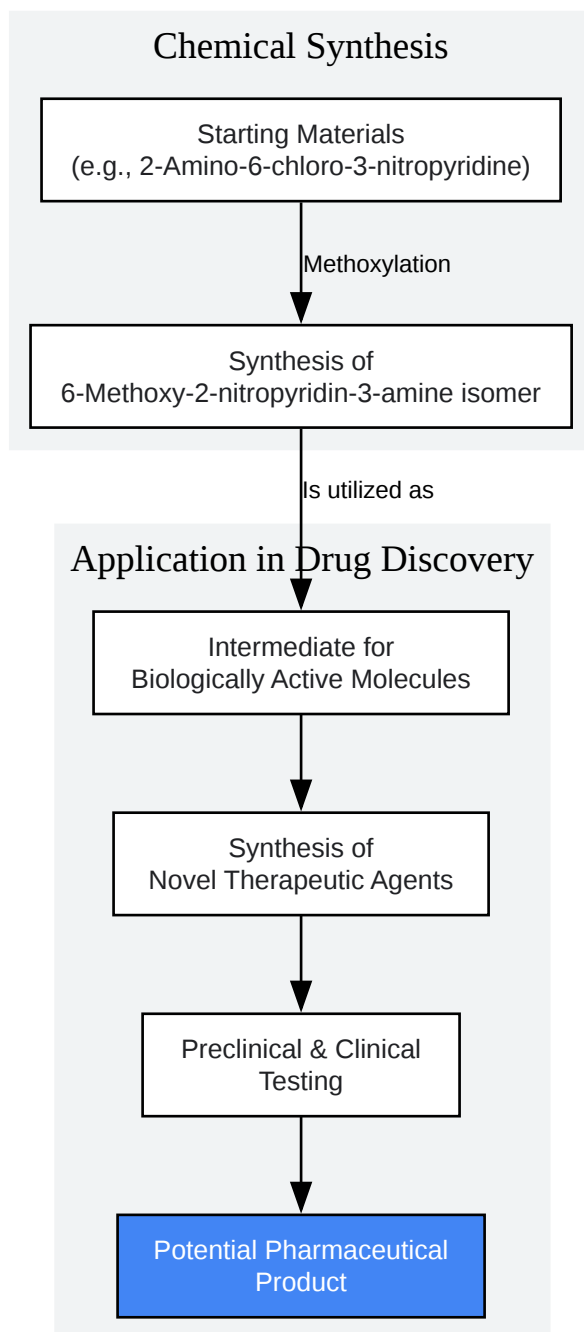 Chemical Synthesis
Starting Materials
(e.g., 2-Amino-6-chloro-3-nitropyridine)
Methoxylation
Synthesis of
6-Methoxy-2-nitropyridin-3-amine isomer
Is utilized as
Application in Drug Discovery
Intermediate for
Biologically Active Molecules
Synthesis of
Novel Therapeutic Agents
Preclinical & Clinical
Testing
Potential Pharmaceutical
Product